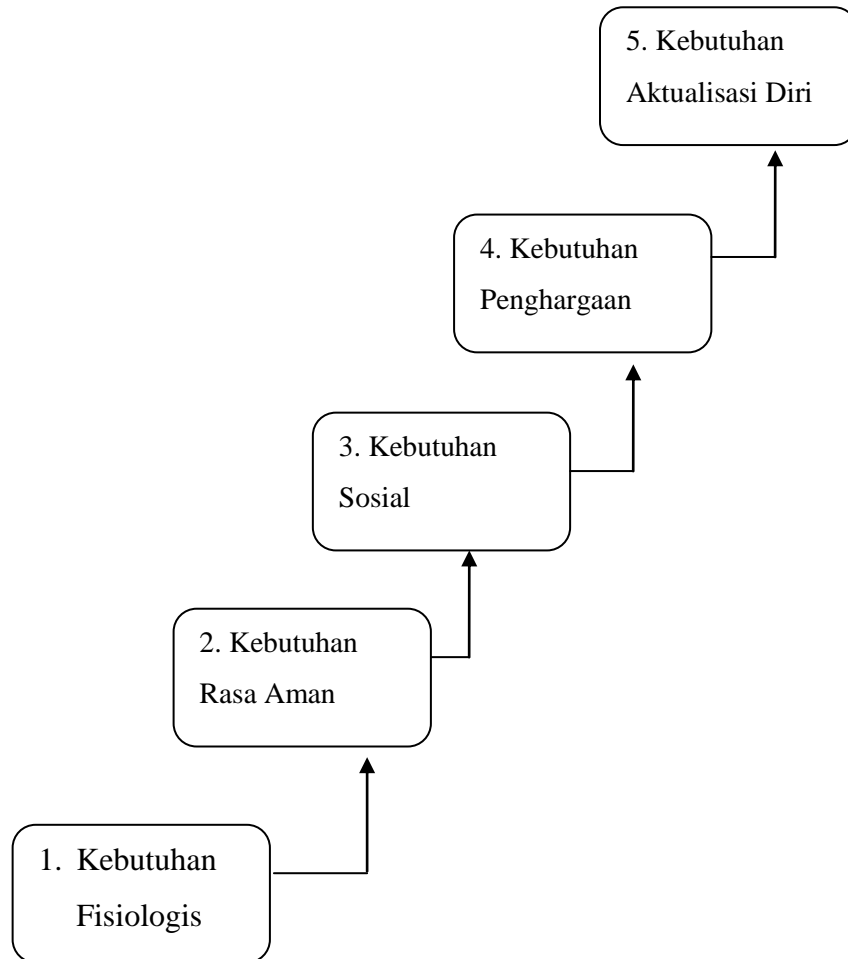 5. Kebutuhan
Aktualisasi Diri
4. Kebutuhan
Penghargaan
3. Kebutuhan
Sosial
2. Kebutuhan
Rasa Aman
1. Kebutuhan
Fisiologis